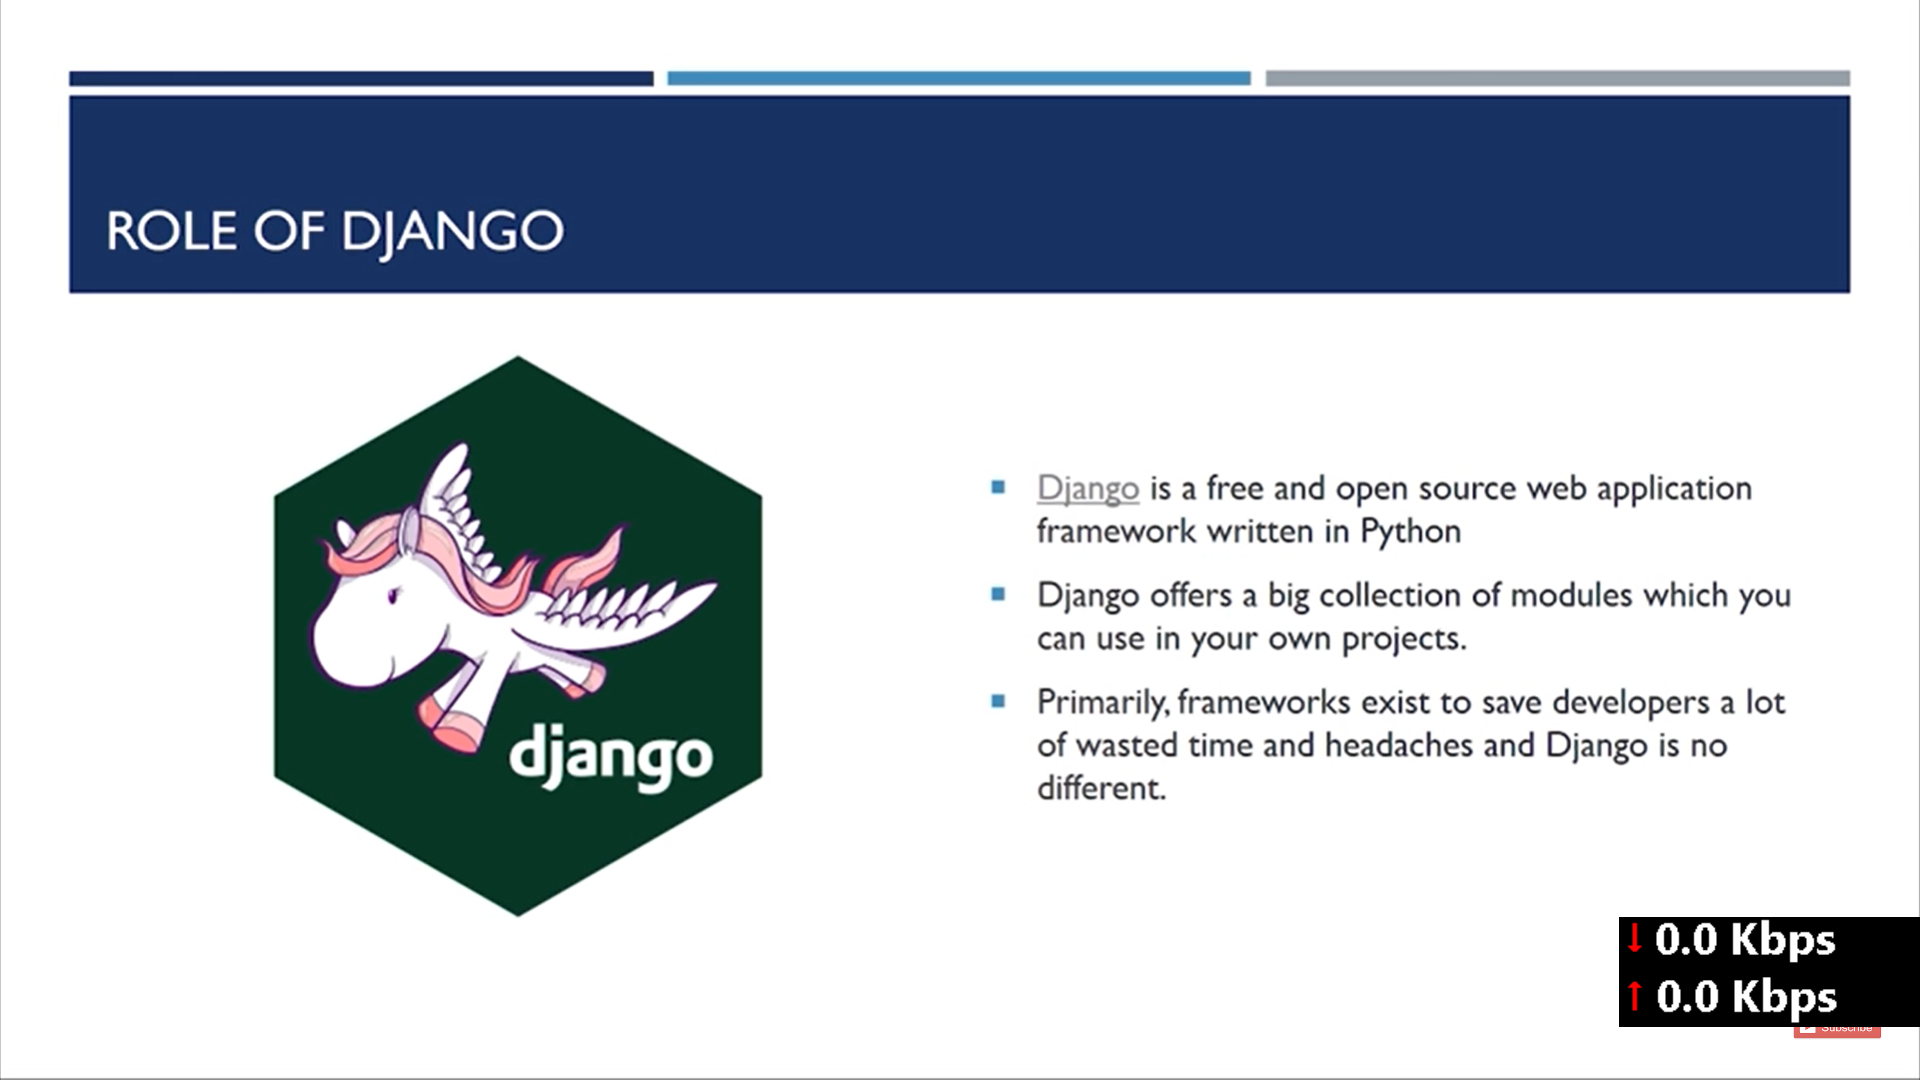 ROLE OF DJANGO
django
Django is a free and open source web application
framework written in Python
Django offers a big collection of modules which you
can use in your own projects.
Primarily, frameworks exist to save developers a lot
of wasted time and headaches and Django is no
different.
↓ 0.0 Kbps
↑ 0.0 Kbps
Subscribe